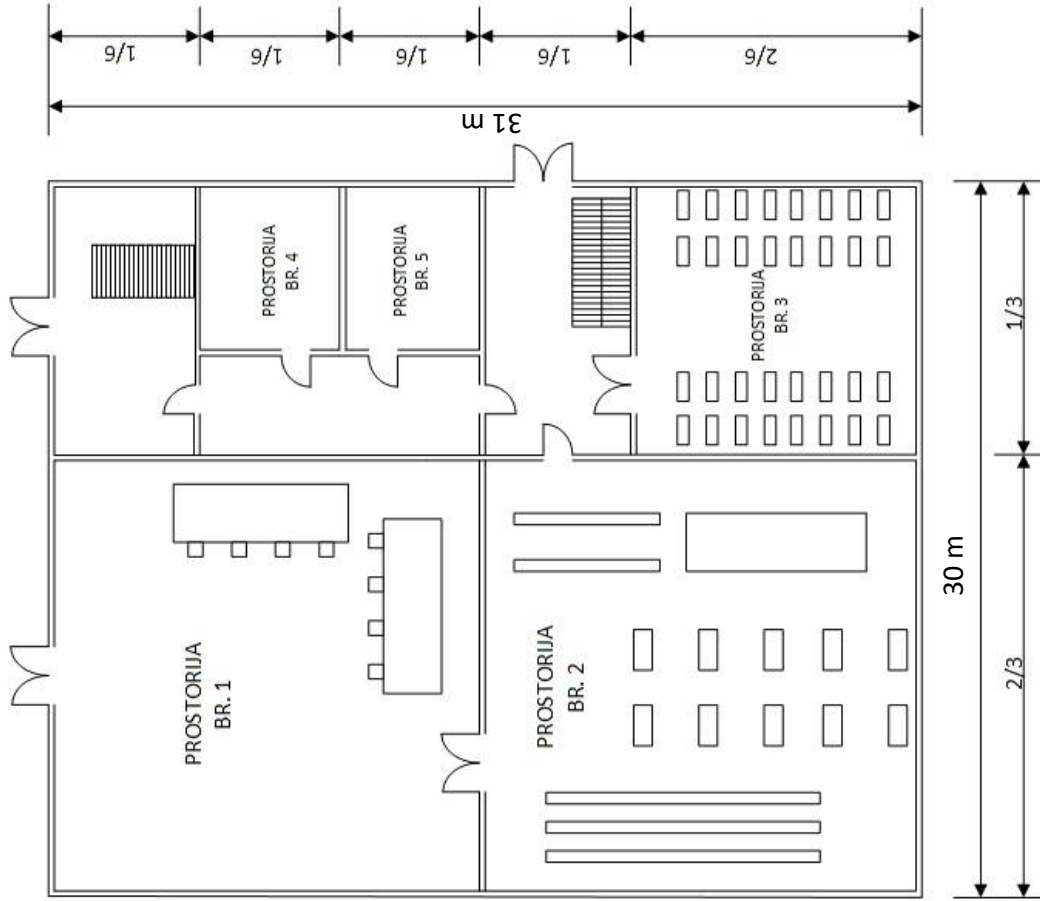 1/6
1/6
1/6
1/6
2/6
31 m
PROSTORIJA
BR. 4
PROSTORIJA
BR. 5
PROSTORIJA
BR. 3
PROSTORIJA
BR. 1
PROSTORIJA
BR. 2
1/3
30 m
2/3